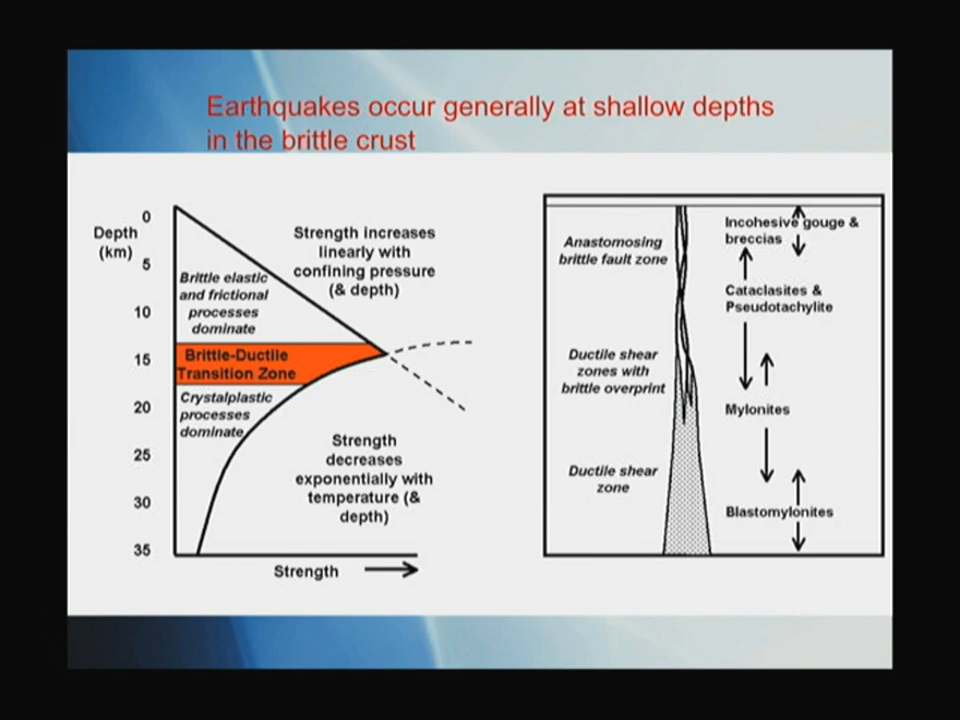 Earthquakes occur generally at shallow depths
in the brittle crust
Depth
(km)
0
5
10
15
20
25
30
35
Strength increases
linearly with
confining pressure
(& depth)
Brittle elastic
and frictional
processes
dominate
Brittle-Ductile
Transition Zone
Crystalplastic
processes
dominate
Strength
decreases
exponentially with
temperature (&
depth)
Strength
Anastomosing
brittle fault zone
Ductile shear
zones with
brittle overprint
Ductile shear
zone
Incohesive gouge &
breccias
Cataclasites &
Pseudotachylite
Mylonites
Blastomylonites